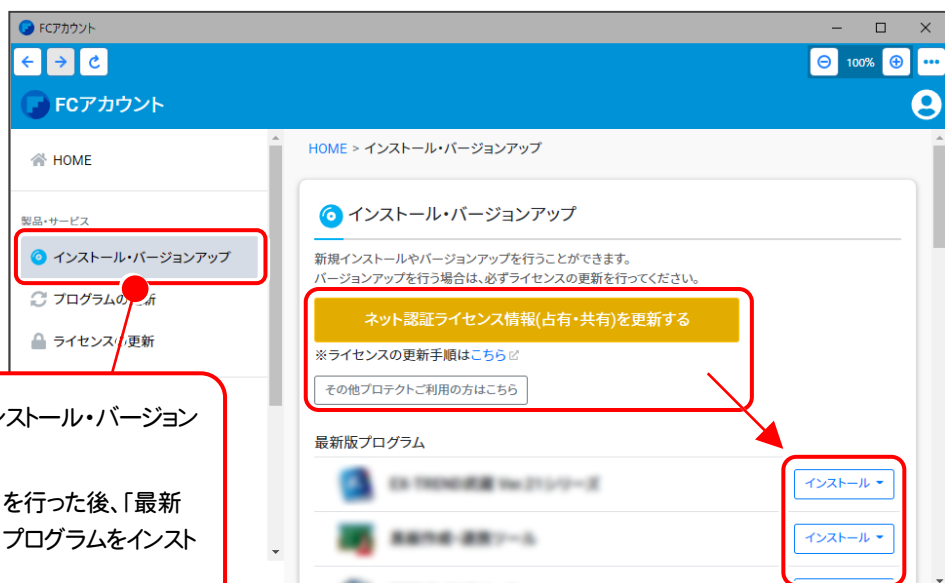 FCアカウント
100%
FCアカウント
HOME
製品・サービス
インストール・バージョンアップ
プログラムの更新
ライセンスの更新
ンストール・バージョン
を行った後、「最新
プログラムをインスト
HOME > インストール・バージョンアップ
インストール・バージョンアップ
新規インストールやバージョンアップを行うことができます。
バージョンアップを行う場合は、必ずライセンスの更新を行ってください。
ネット認証ライセンス情報(占有・共有)を更新する
※ライセンスの更新手順はこちら
その他プロテクトご利用の方はこちら
最新版プログラム
インストール
インストール